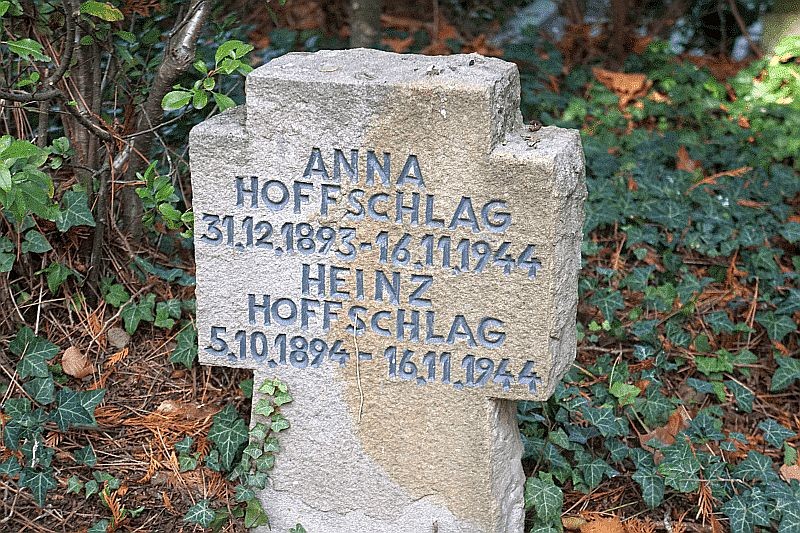 ANNA
HOFFSCHLAG
31.12.1893-16.11.1944
HEINZ
HOFFSCHLAG
5.10.1894-16.11.1944